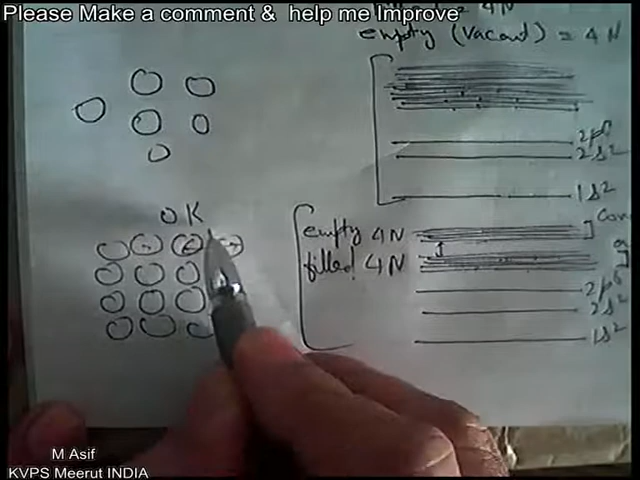 Please Make a comment & help me Improve
empty (vacant) = 4N
2p⁶
2s²
1s²
OK
empty 4N
filled 4N
2p⁶
2s²
1s²
M Asif
KVPS Meerut INDIA